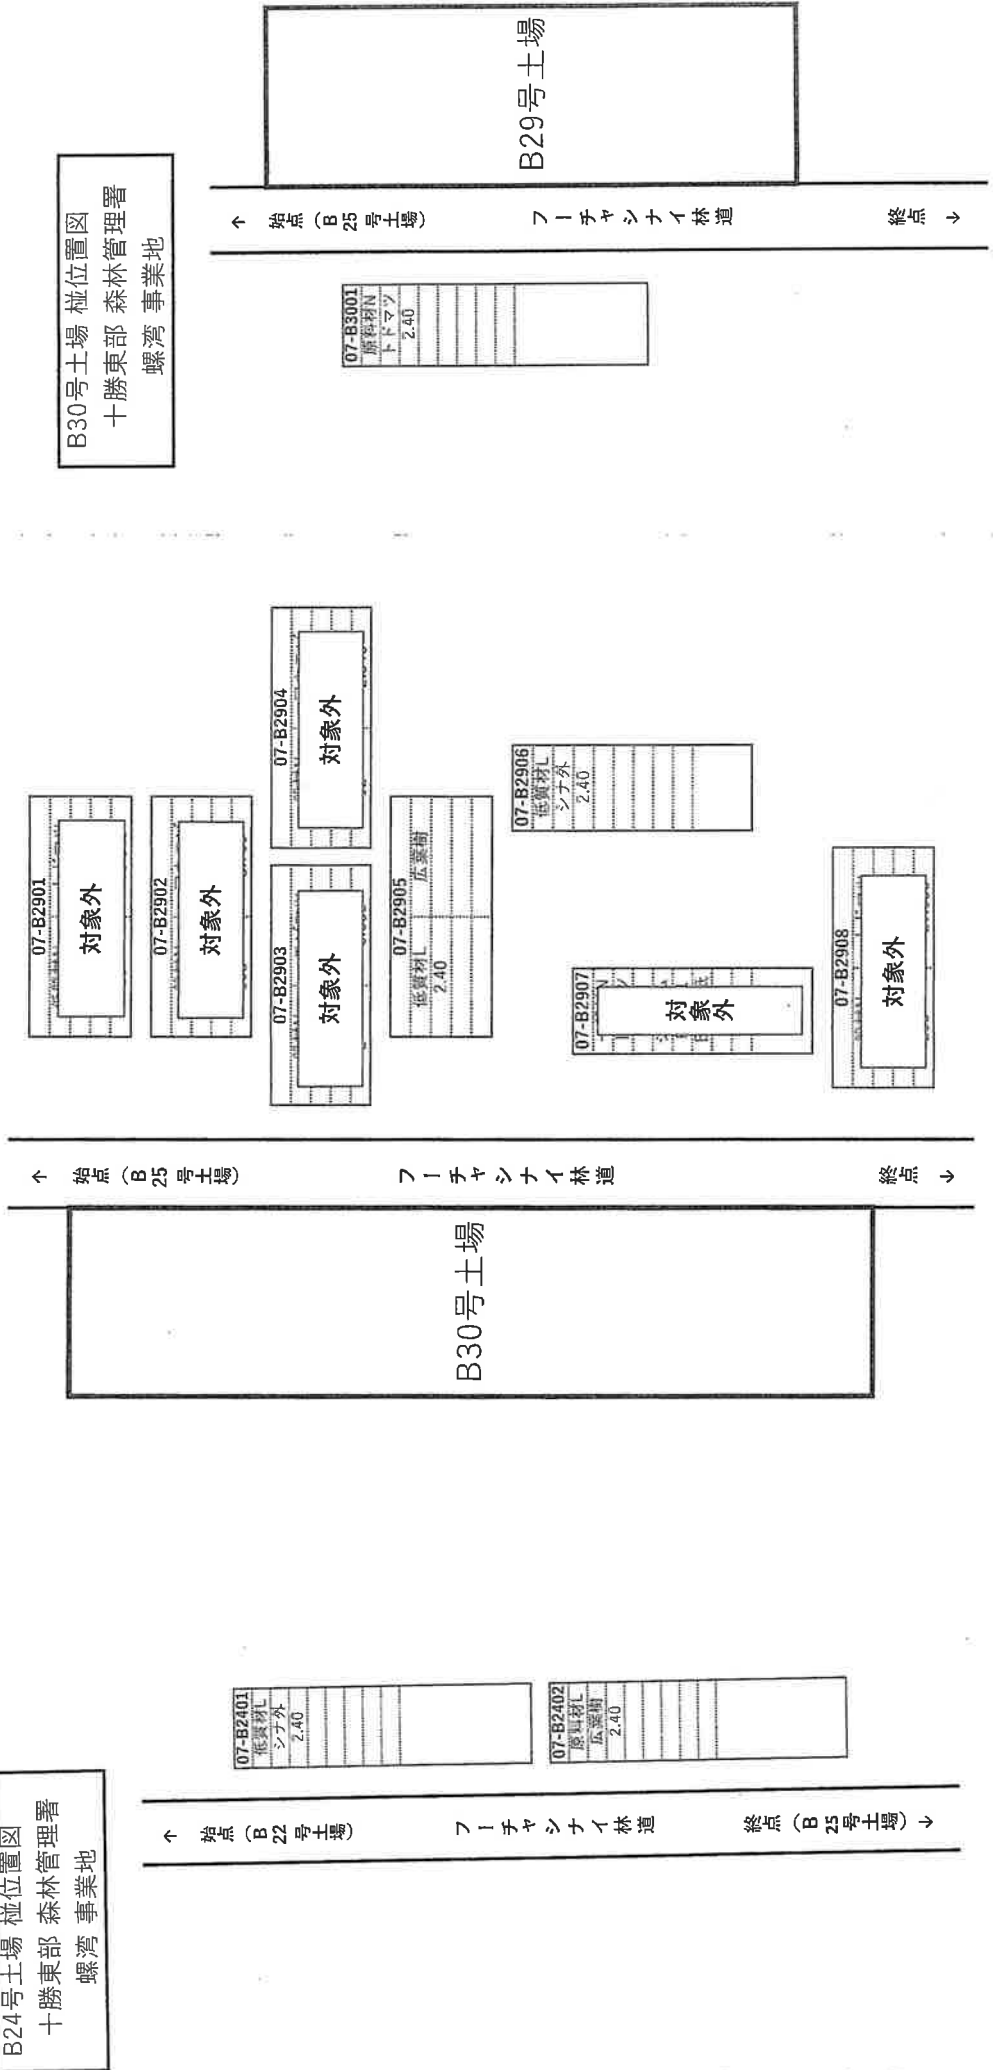 B24号土場 椪位置図
十勝東部 森林管理署
螺湾 事業地
↑
始点（B22号土場）
フーチャシナイ林道
終点（B25号土場）
↓
07-B2401
低質材L
シナ外
2.40
07-B2402
原料材L
広葉樹
2.40
B30号土場
↑
始点（B25号土場）
フーチャシナイ林道
終点
↓
07-B2901
対象外
07-B2902
対象外
07-B2903
対象外
07-B2904
対象外
07-B2905
低質材L 広葉樹
2.40
07-B2906
低質材L
シナ外
2.40
07-B2907
対象外
07-B2908
対象外
B30号土場 椪位置図
十勝東部 森林管理署
螺湾 事業地
07-B3001
原料材N
トドマツ
2.40
↑
始点（B25号土場）
フーチャシナイ林道
終点
↓
B29号土場